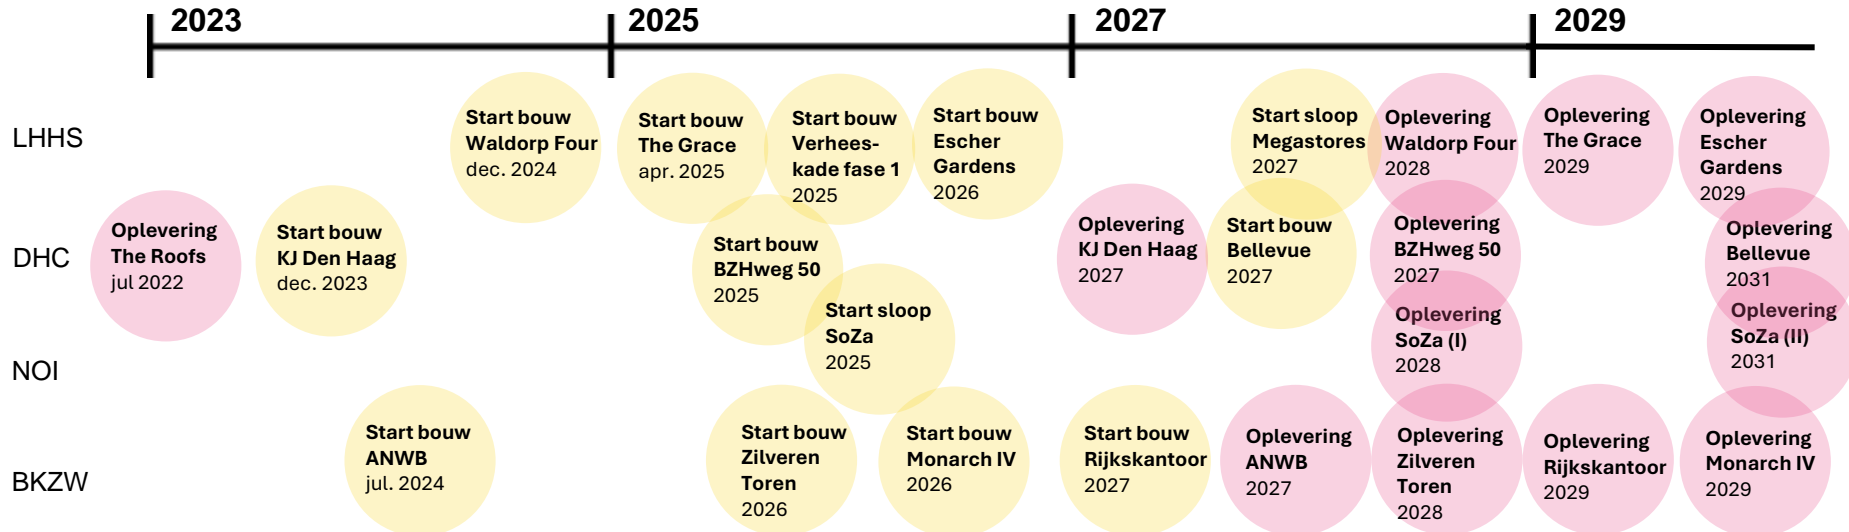 2023
2025
2027
2029
LHHS
Start bouw
Waldorp Four
dec. 2024
Start bouw
The Grace
apr. 2025
Start bouw
Verhees-
kade fase 1
2025
Start bouw
Escher
Gardens
2026
Start sloop
Megastores
2027
Oplevering
Waldorp Four
2028
Oplevering
The Grace
2029
Oplevering
Escher
Gardens
2029
DHC
Oplevering
The Roofs
jul 2022
Start bouw
KJ Den Haag
dec. 2023
Start bouw
BZHweg 50
2025
Oplevering
KJ Den Haag
2027
Start bouw
Bellevue
2027
Oplevering
BZHweg 50
2027
Oplevering
Bellevue
2031
NOI
Start sloop
SoZa
2025
Oplevering
SoZa (I)
2028
Oplevering
SoZa (II)
2031
BKZW
Start bouw
ANWB
jul. 2024
Start bouw
Zilveren
Toren
2026
Start bouw
Monarch IV
2026
Start bouw
Rijkskantoor
2027
Oplevering
ANWB
2027
Oplevering
Zilveren
Toren
2028
Oplevering
Rijkskantoor
2029
Oplevering
Monarch IV
2029